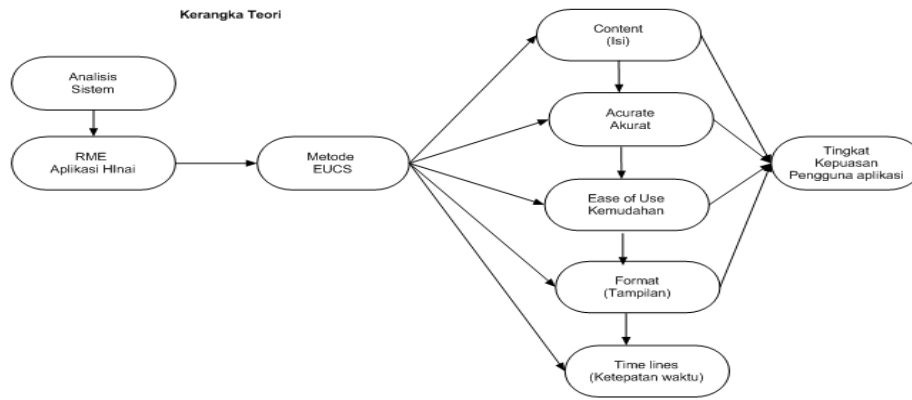 Kerangka Teori
Analisis
Sistem
RME
Aplikasi HInai
Metode
EUCS
Content
(Isi)
Acurate
Akurat
Ease of Use
Kemudahan
Format
(Tampilan)
Time lines
(Ketepatan waktu)
Tingkat
Kepuasan
Pengguna aplikasi